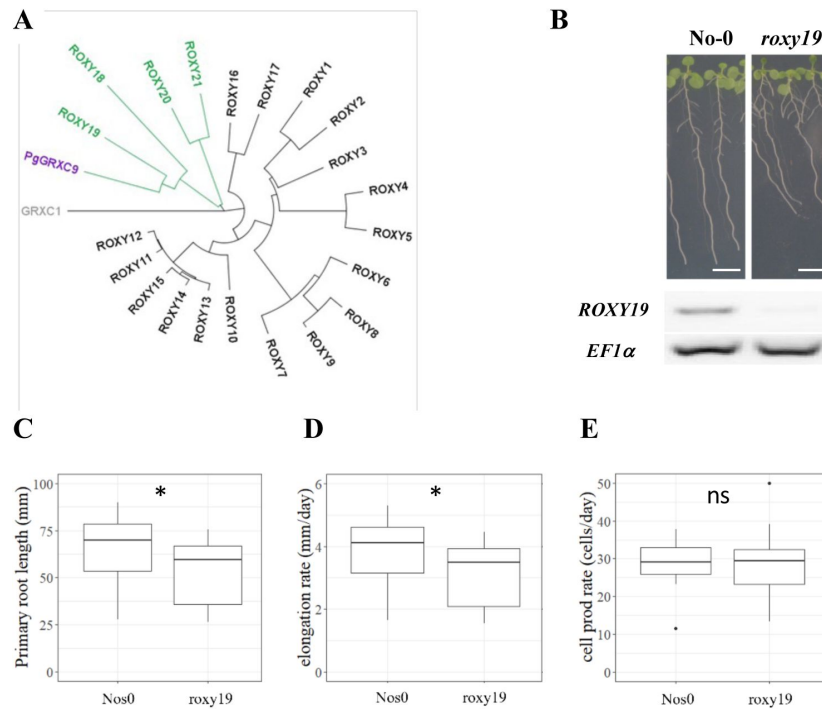 A
B
No-0 roxy19
ROXY18
ROXY20
ROXY21
ROXY16
ROXY17
ROXY1
ROXY2
ROXY19
ROXY3
PgGRXC9
ROXY4
GRXC1
ROXY5
ROXY12
ROXY11
ROXY15
ROXY14
ROXY13
ROXY10
ROXY6
ROXY8
ROXY9
ROXY7
ROXY19
EF1α
C
D
E
Primary root length (mm)
100
75
50
25
0
*
Nos0 roxy19
elongation rate (mm/day)
6
4
2
0
*
Nos0 roxy19
cell prod rate (cells/day)
50
40
30
20
10
0
ns
Nos0 roxy19